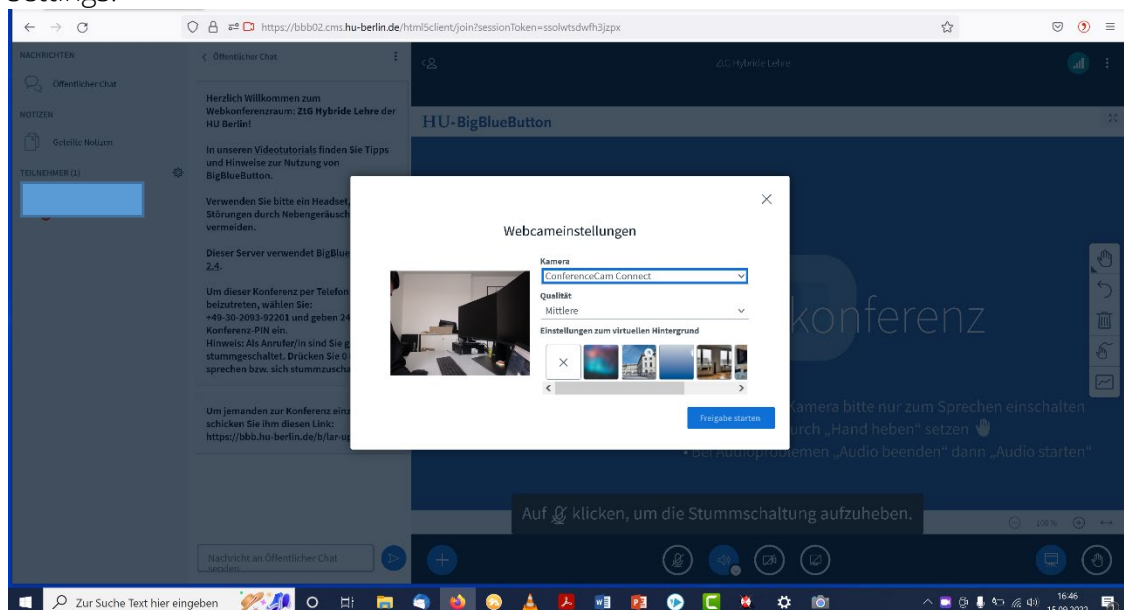 https://bbb02.cms.hu-berlin.de/html5client/join?sessionToken=ssolwtsdwfh3jzpx
NACHRICHTEN
Öffentlicher Chat
NOTIZEN
Geteilte Notizen
TEILNEHMER (1)
Öffentlicher Chat
Herzlich Willkommen zum
Webkonferenzraum: ZtG Hybride Lehre der
HU Berlin!
In unseren Videotutorials finden Sie Tipps
und Hinweise zur Nutzung von
BigBlueButton.
Verwenden Sie bitte ein Headset,
Störungen durch Nebengeräusch
vermeiden.
Dieser Server verwendet BigBlue
2.4.
Um dieser Konferenz per Telefon
beizutreten, wählen Sie:
+49-30-2093-92201 und geben 24
Konferenz-PIN ein.
Hinweis: Als Anrufer/in sind Sie g
stummgeschaltet. Drücken Sie 0
sprechen bzw. sich stummzuscha
Um jemanden zur Konferenz einz
schicken Sie ihm diesen Link:
https://bbb.hu-berlin.de/b/lar-up
Nachricht an Öffentlicher Chat
senden
ZtG Hybride Lehre
HU-BigBlueButton
Webcameinstellungen
Kamera
ConferenceCam Connect
Qualität
Mittlere
Einstellungen zum virtuellen Hintergrund
Freigabe starten
konferenz
Kamera bitte nur zum Sprechen einschalten
durch „Hand heben“ setzen
• Bei Audioproblemen „Audio beenden“ dann „Audio starten“
Auf klicken, um die Stummschaltung aufzuheben.
100 %
Zur Suche Text hier eingeben
16:46
15.09.2022